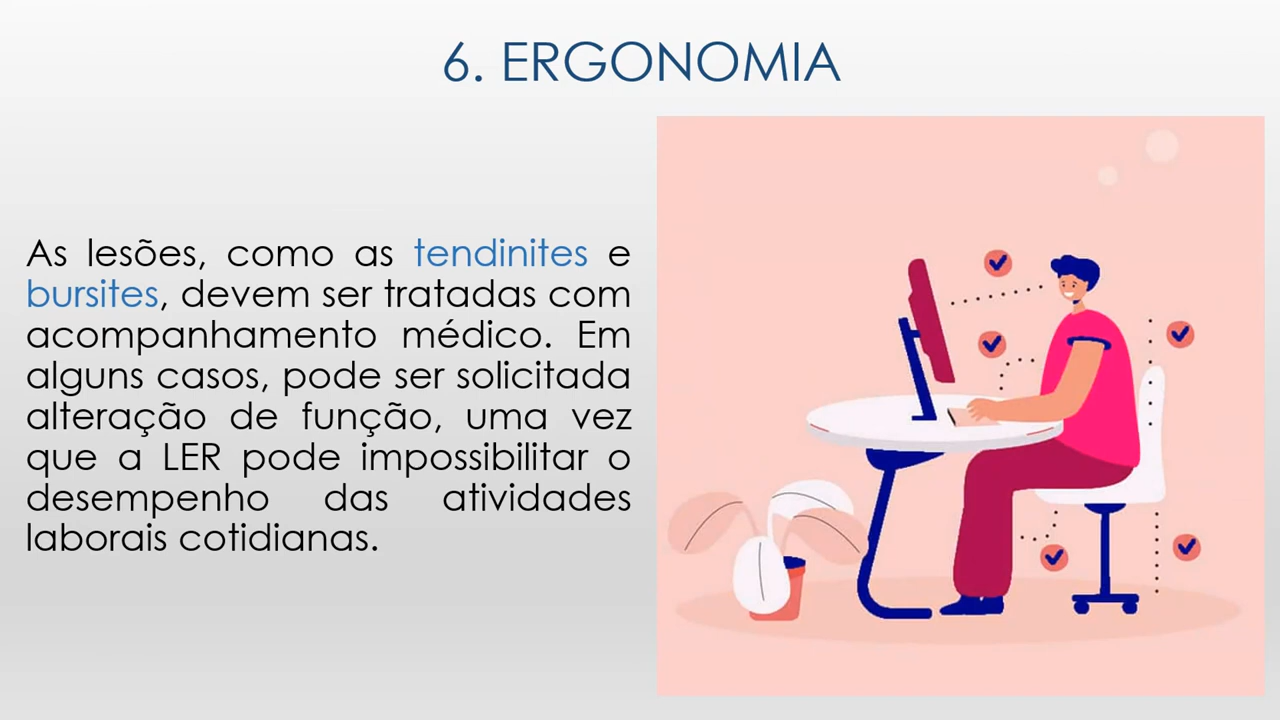 6. ERGONOMIA
As lesões, como as tendinites e
bursites, devem ser tratadas com
acompanhamento médico. Em
alguns casos, pode ser solicitada
alteração de função, uma vez
que a LER pode impossibilitar o
desempenho das atividades
laborais cotidianas.